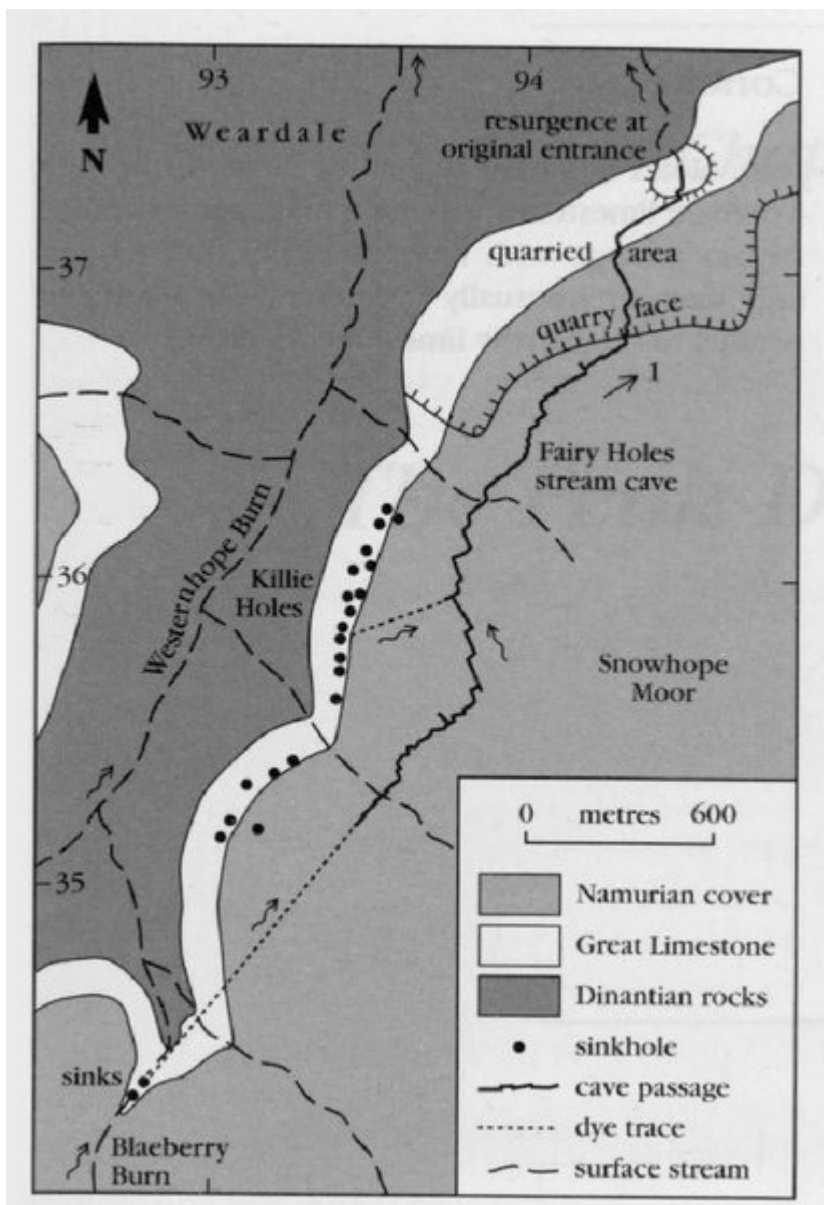 93
94
Weardale
N
resurgence at
original entrance
37
quarried area
quarry face
1
Fairy Holes
stream cave
Westernhope Burn
36
Killie
Holes
Snowhope
Moor
35
0 metres 600
Namurian cover
Great Limestone
Dinantian rocks
sinkhole
cave passage
dye trace
surface stream
sinks
Blaeberry
Burn